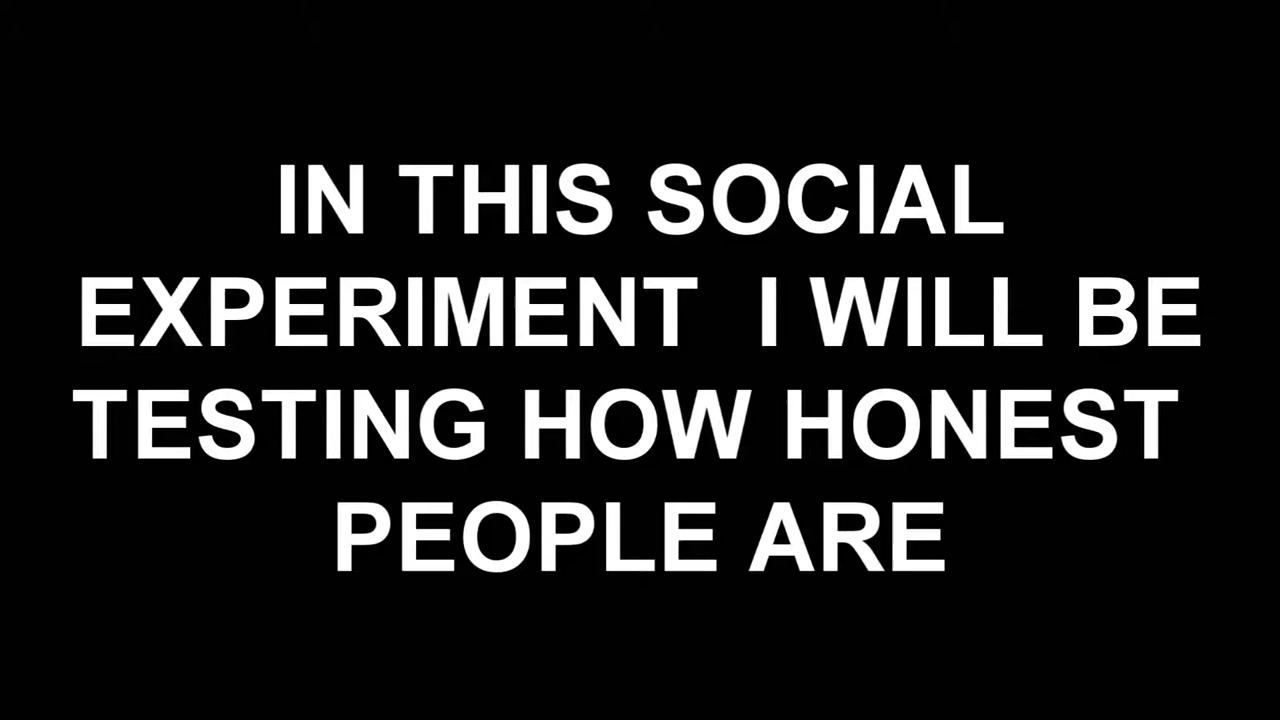 IN THIS SOCIAL
EXPERIMENT  I WILL BE
TESTING HOW HONEST
PEOPLE ARE